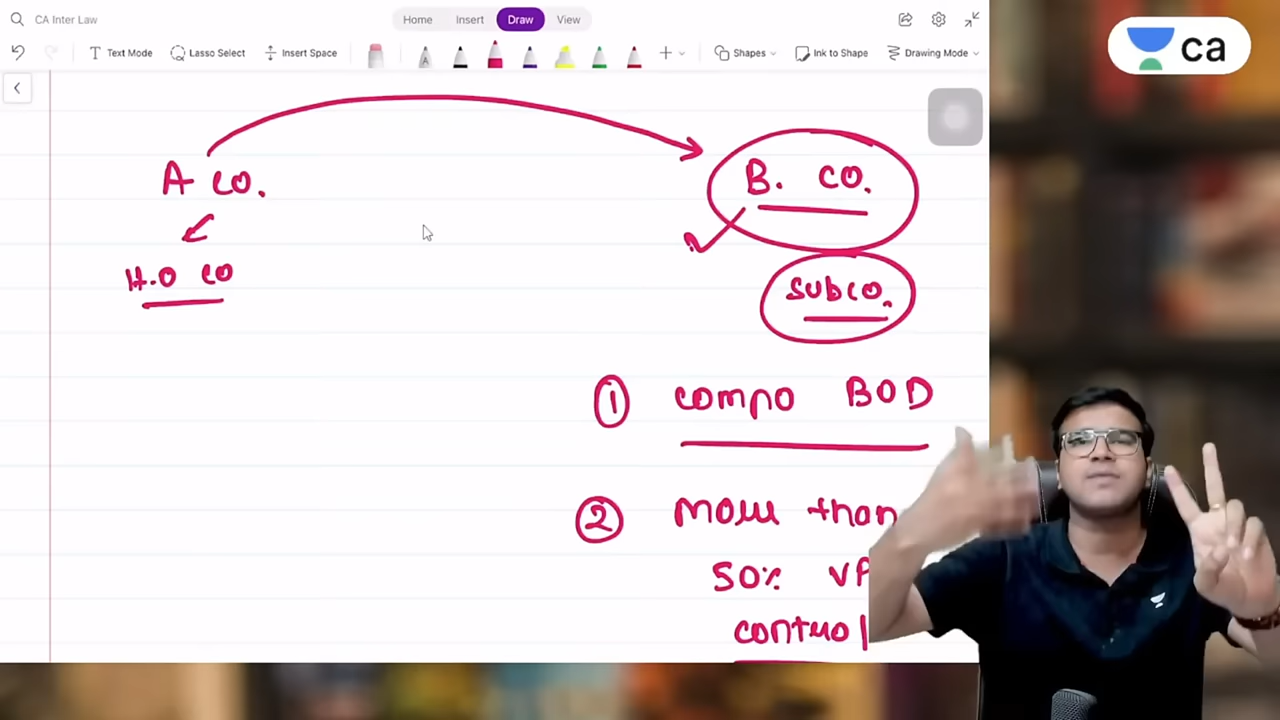 CA Inter Law
Home Insert Draw View
Text Mode Lasso Select Insert Space Shapes Ink to Shape Drawing Mode
ca
A CO. B. CO.
H.O CO subco.
① compo BOD
② more than
50% VP
control